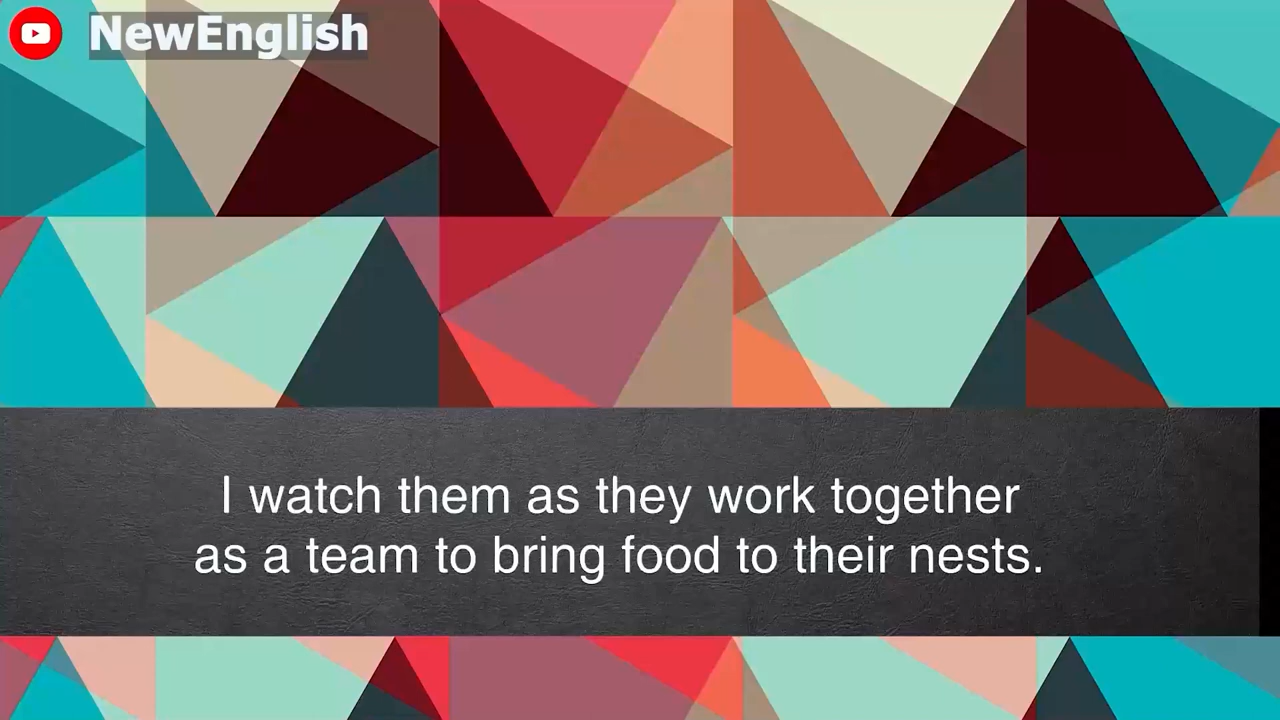 NewEnglish
I watch them as they work together
as a team to bring food to their nests.